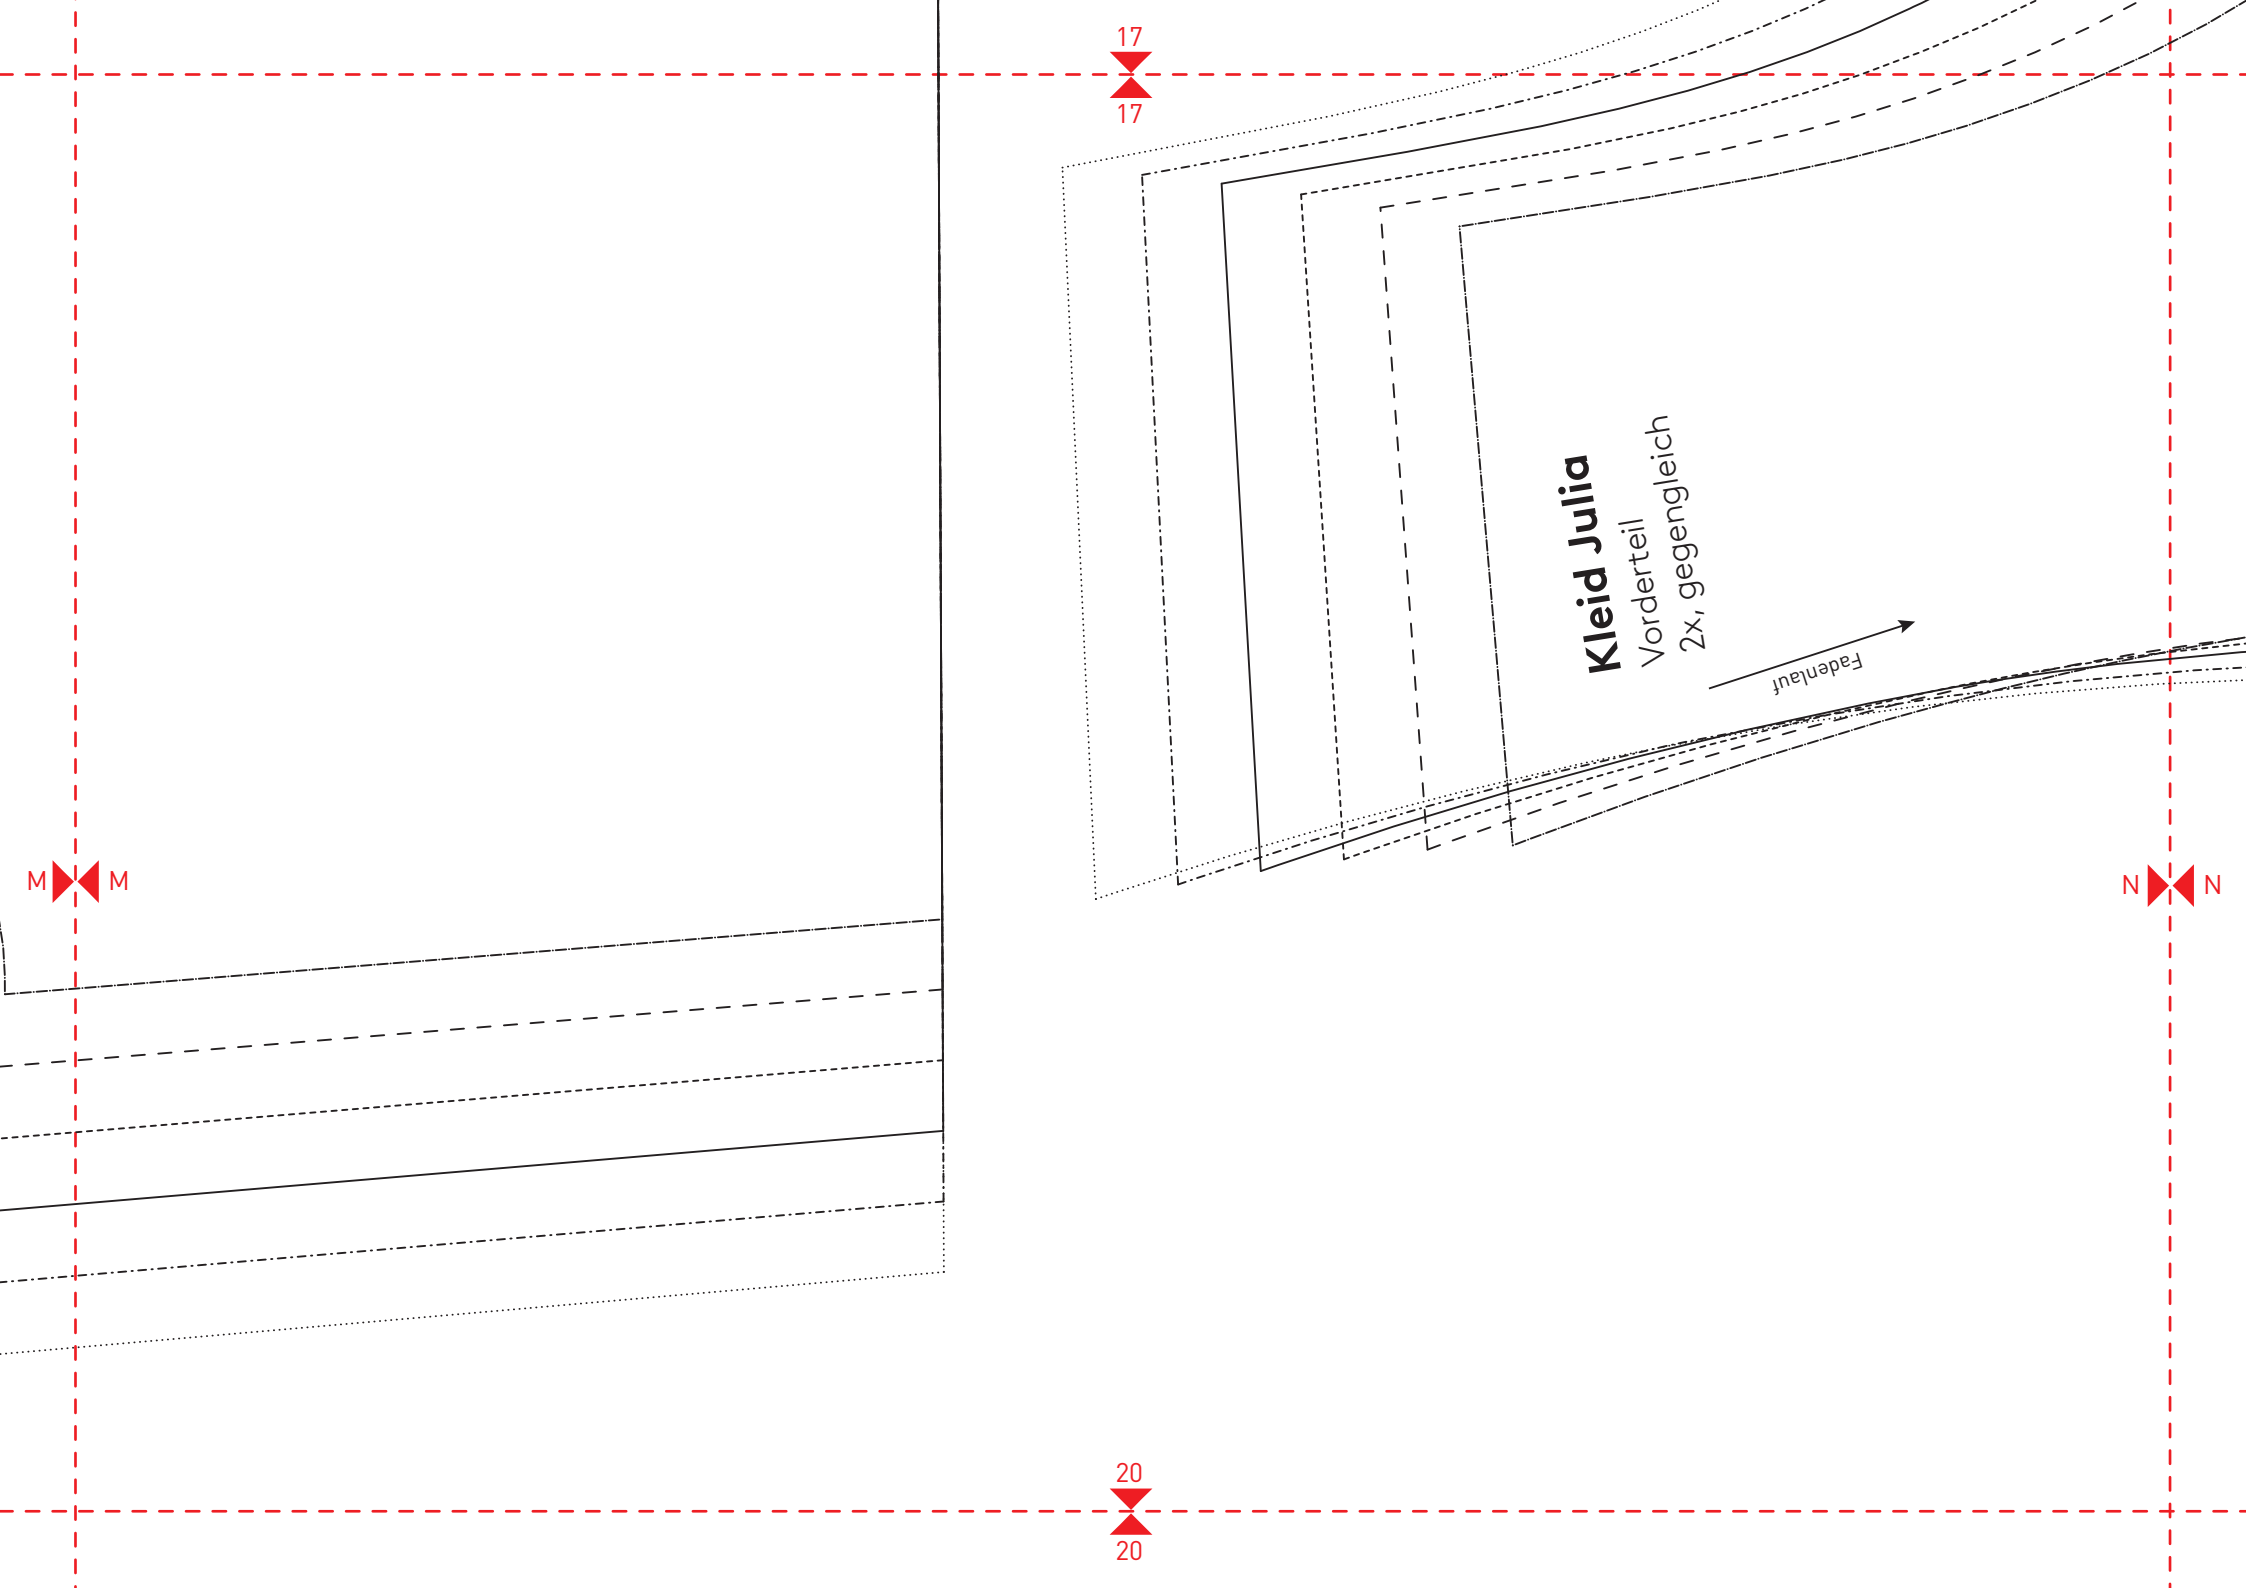 17
17
Kleid Julia
Vorderteil
2x, gegengleich
Fadenlauf
M M
N N
20
20